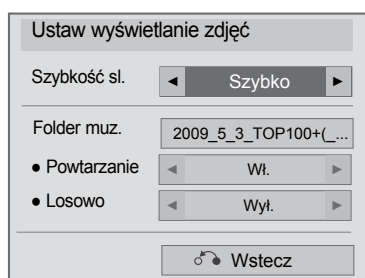 Ustaw wyświetlanie zdjęć
Szybkość sl. ◄ Szybko ►
Folder muz. 2009_5_3_TOP100+(_...
● Powtarzanie ◄ Wł. ►
● Losowo ◄ Wył. ►
Wstecz